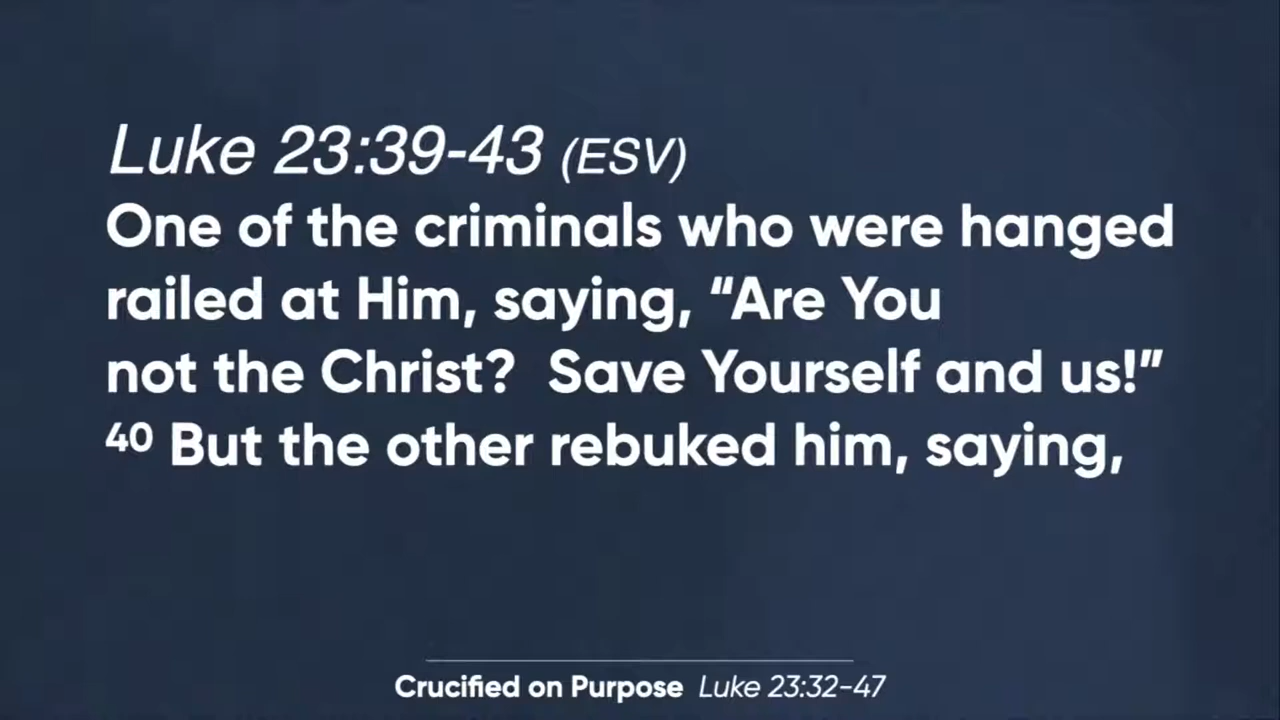 Luke 23:39-43 (ESV)
One of the criminals who were hanged
railed at Him, saying, “Are You
not the Christ?  Save Yourself and us!”
⁴⁰ But the other rebuked him, saying,
Crucified on Purpose Luke 23:32-47